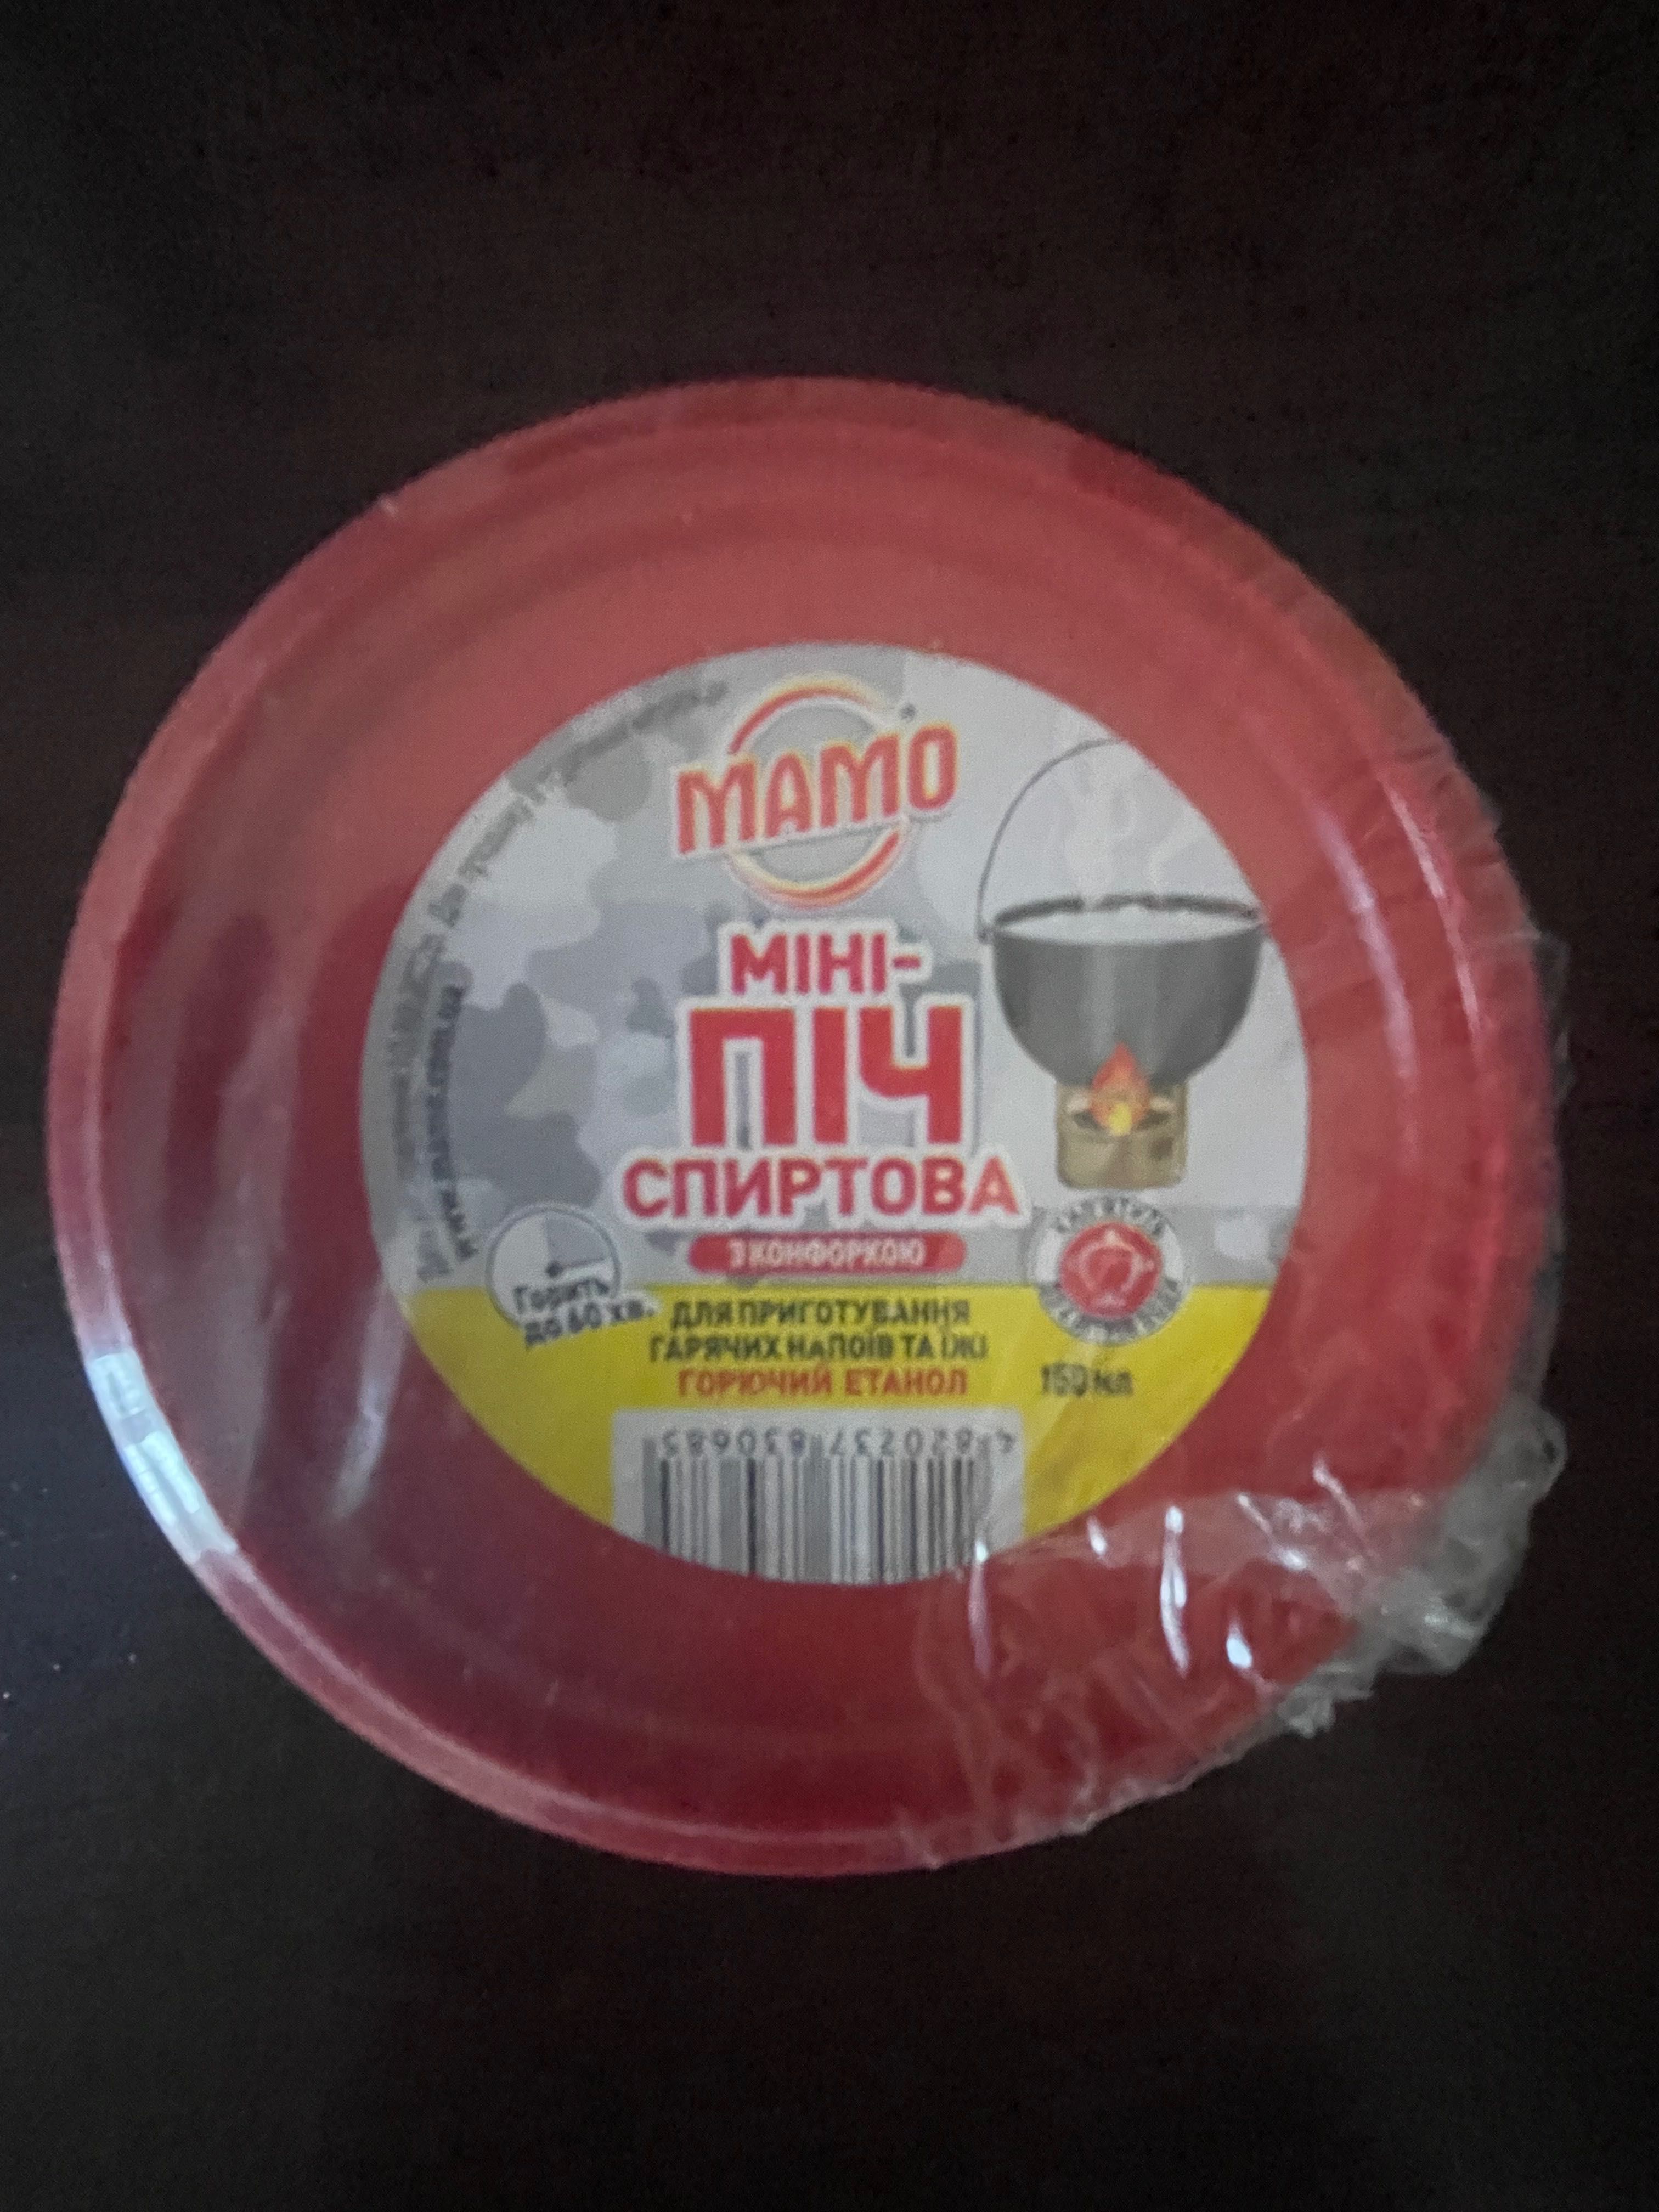 МАМО
МІНІ-
ПІЧ
СПИРТОВА
З КОНФОРКОЮ
Горить
до 60 хв.
ДЛЯ ПРИГОТУВАННЯ
ГАРЯЧИХ НАПОЇВ ТА ЇЖІ
ГОРЮЧИЙ ЕТАНОЛ
150 мл
4 820237 830685